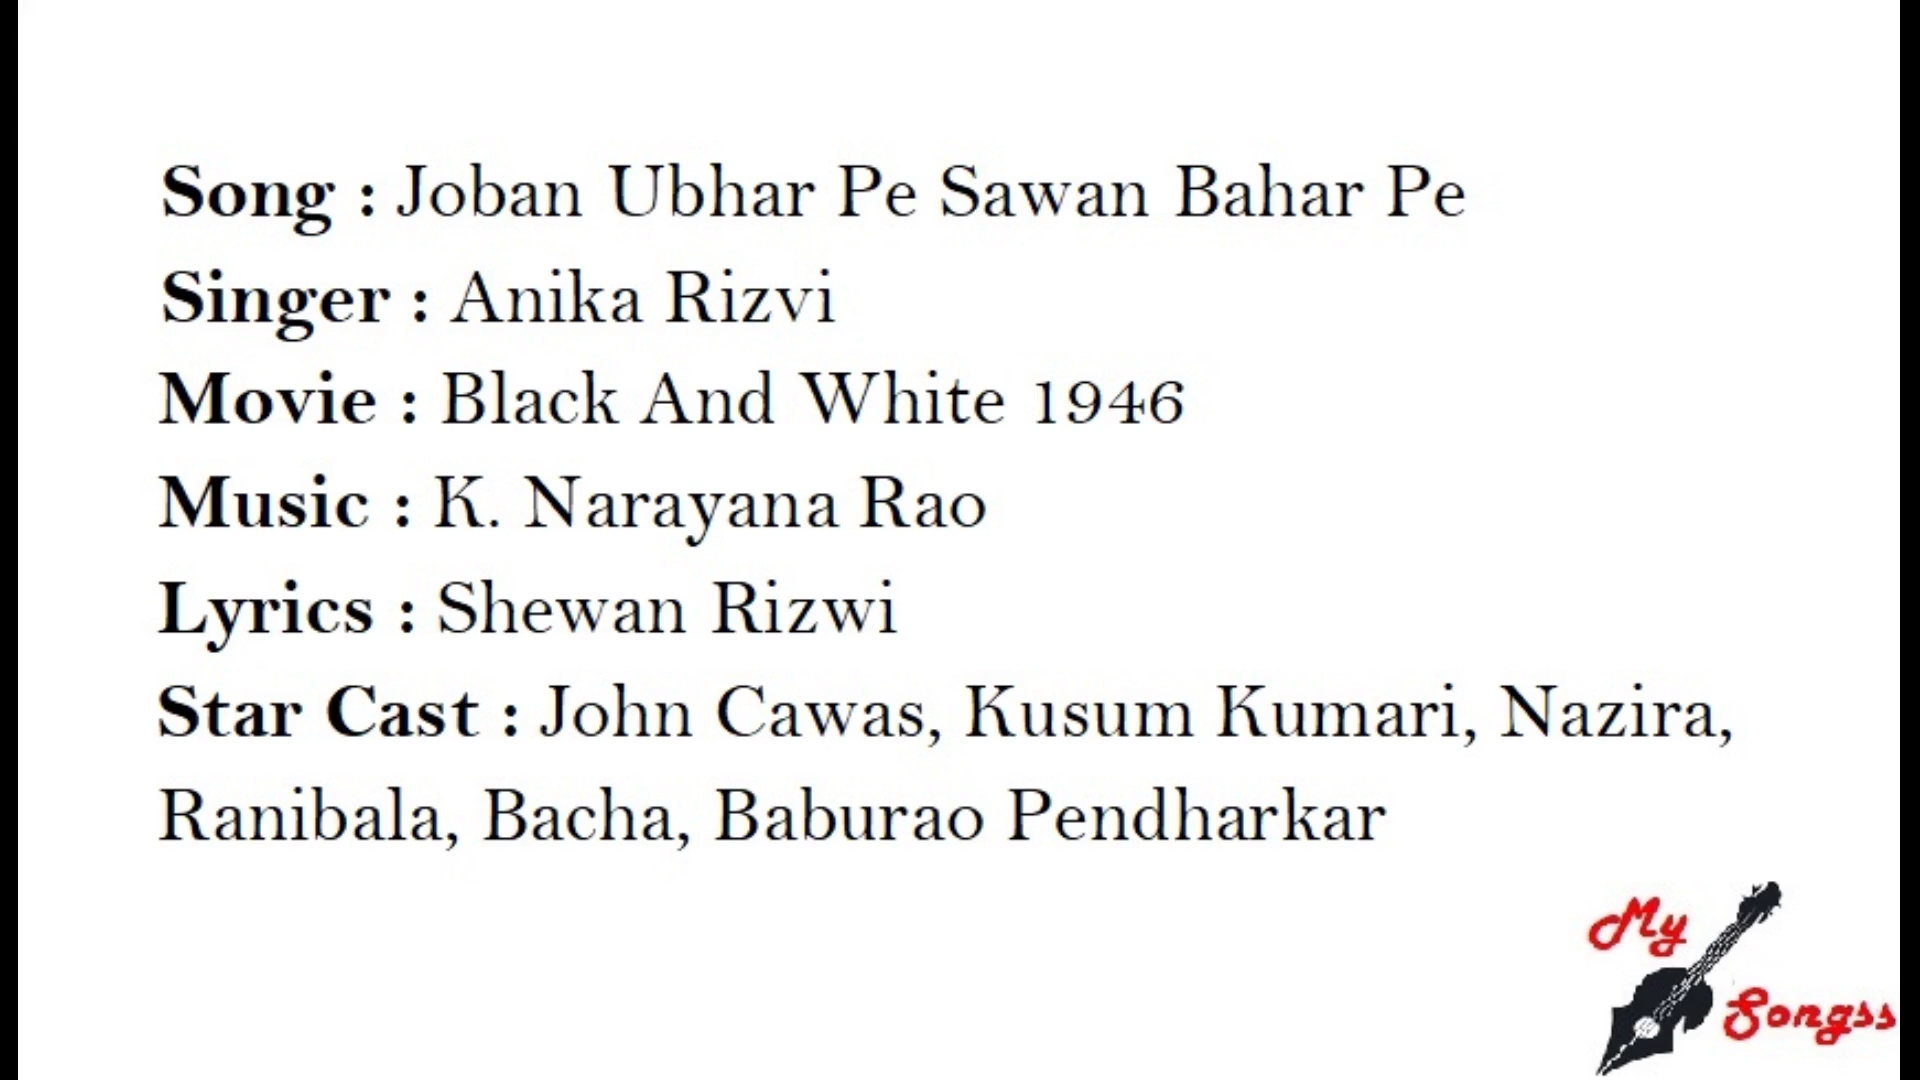 Song : Joban Ubhar Pe Sawan Bahar Pe
Singer : Anika Rizvi
Movie : Black And White 1946
Music : K. Narayana Rao
Lyrics : Shewan Rizwi
Star Cast : John Cawas, Kusum Kumari, Nazira,
Ranibala, Bacha, Baburao Pendharkar
My
Songss